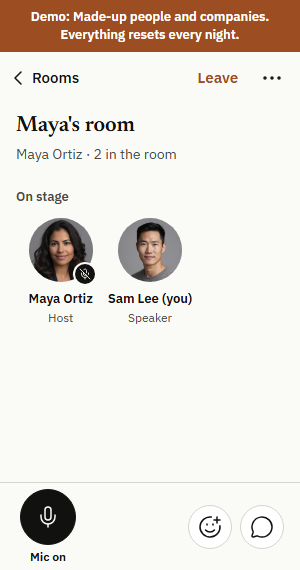 Demo: Made-up people and companies.
Everything resets every night.
Rooms
Leave
Maya's room
Maya Ortiz · 2 in the room
On stage
Maya Ortiz
Host
Sam Lee (you)
Speaker
Mic on